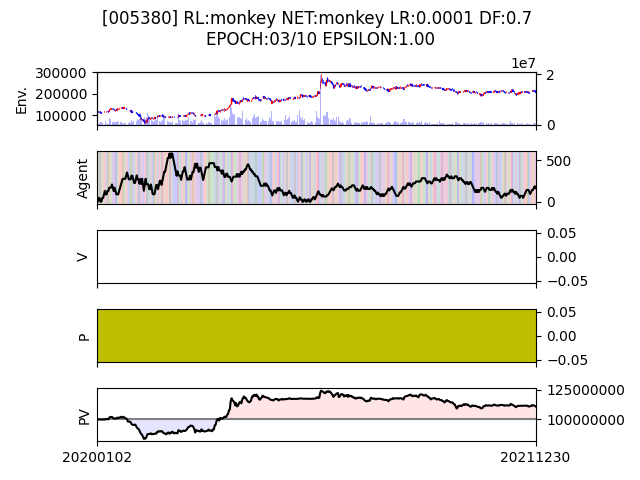 [005380] RL:monkey NET:monkey LR:0.0001 DF:0.7
EPOCH:03/10 EPSILON:1.00
1e7
300000
200000
100000
Env.
2
0
Agent
500
0
V
0.05
0.00
−0.05
P
0.05
0.00
−0.05
PV
125000000
100000000
20200102
20211230